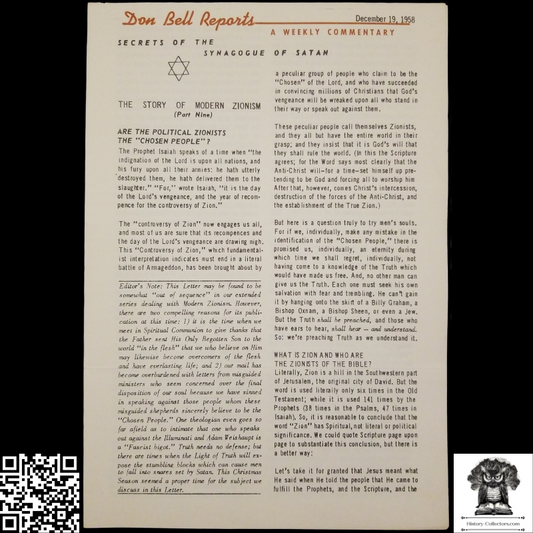 Don Bell Reports
December 19, 1958
A WEEKLY COMMENTARY
SECRETS OF THE
SYNAGOGUE OF SATAN
THE STORY OF MODERN ZIONISM
(Part Nine)
ARE THE POLITICAL ZIONISTS
THE "CHOSEN PEOPLE"?
The Prophet Isaiah speaks of a time when "the
indignation of the Lord is upon all nations, and
his fury upon all their armies: he hath utterly
destroyed them, he hath delivered them to the
slaughter." "For," wrote Isaiah, "it is the day
of the Lord's vengeance, and the year of recom-
pence for the controversy of Zion."
The "controversy of Zion" now engages us all,
and most of us are sure that its recompences and
the day of the Lord's vengeance are drawing nigh.
This "Controversy of Zion," which fundamental-
ist interpretation indicates must end in a literal
battle of Armageddon, has been brought about by
Editor's Note: This Letter may be found to be
somewhat "out of sequence" in our extended
series dealing with Modern Zionism. However,
there are two compelling reasons for its publi-
cation at this time: 1) it is the time when we
meet in Spiritual Communion to give thanks that
the Father sent His Only Begotten Son to the
world "in the flesh" that we who believe on Him
may likewise become overcomers of the flesh
and have everlasting life; and 2) our mail has
become overburdened with letters from misguided
ministers who seem concerned over the final
disposition of our soul because we have sinned
in speaking against those people whom these
misguided shepherds sincerely believe to be the
"Chosen People." One theologian even goes so
far afield as to intimate that one who speaks
out against the Illuminati and Adam Weishaupt is
a "Fascist bigot." Truth needs no defense; but
there are times when the Light of Truth will ex-
pose the stumbling blocks which can cause men
to fall into snares set by Satan. This Christmas
Season seemed a proper time for the subject we
discuss in this Letter.
a peculiar group of people who claim to be the
"Chosen" of the Lord, and who have succeeded
in convincing millions of Christians that God's
vengeance will be wreaked upon all who stand in
their way or speak out against them.
These peculiar people call themselves Zionists,
and they all but have the entire world in their
grasp; and they insist that it is God's will that
they shall rule the world. (In this the Scripture
agrees; for the Word says most clearly that the
Anti-Christ will—for a time—set himself up pre-
tending to be God and forcing all to worship him
After that, however, comes Christ's intercession,
destruction of the forces of the Anti-Christ, and
the establishment of the True Zion.)
But here is a question truly to try men's souls.
For if we, individually, make any mistake in the
identification of the "Chosen People," there is
promised us, individually, an eternity during
which time we shall regret, individually, not
having come to a knowledge of the Truth which
would have made us free. And, no other man can
give us the Truth. Each one must seek his own
salvation with fear and trembling. He can't gain
it by hanging onto the skirt of a Billy Graham, a
Bishop Oxnam, a Bishop Sheen, or even a Jew.
But the Truth shall be preached, and those who
have ears to hear, shall hear — and understand.
So; we're preaching Truth as we understand it.
WHAT IS ZION AND WHO ARE
THE ZIONISTS OF THE BIBLE?
Literally, Zion is a hill in the Southwestern part
of Jerusalem, the original city of David. But the
word is used literally only six times in the Old
Testament; while it is used 141 times by the
Prophets (38 times in the Psalms, 47 times in
Isaiah). So, it is reasonable to conclude that the
word "Zion" has Spiritual, not literal or political
significance. We could quote Scripture page upon
page to substantiate this conclusion, but there is
a better way:
Let's take it for granted that Jesus meant what
He said when He told the people that He came to
fulfill the Prophets, and the Scripture, and the
History-Collectors.com